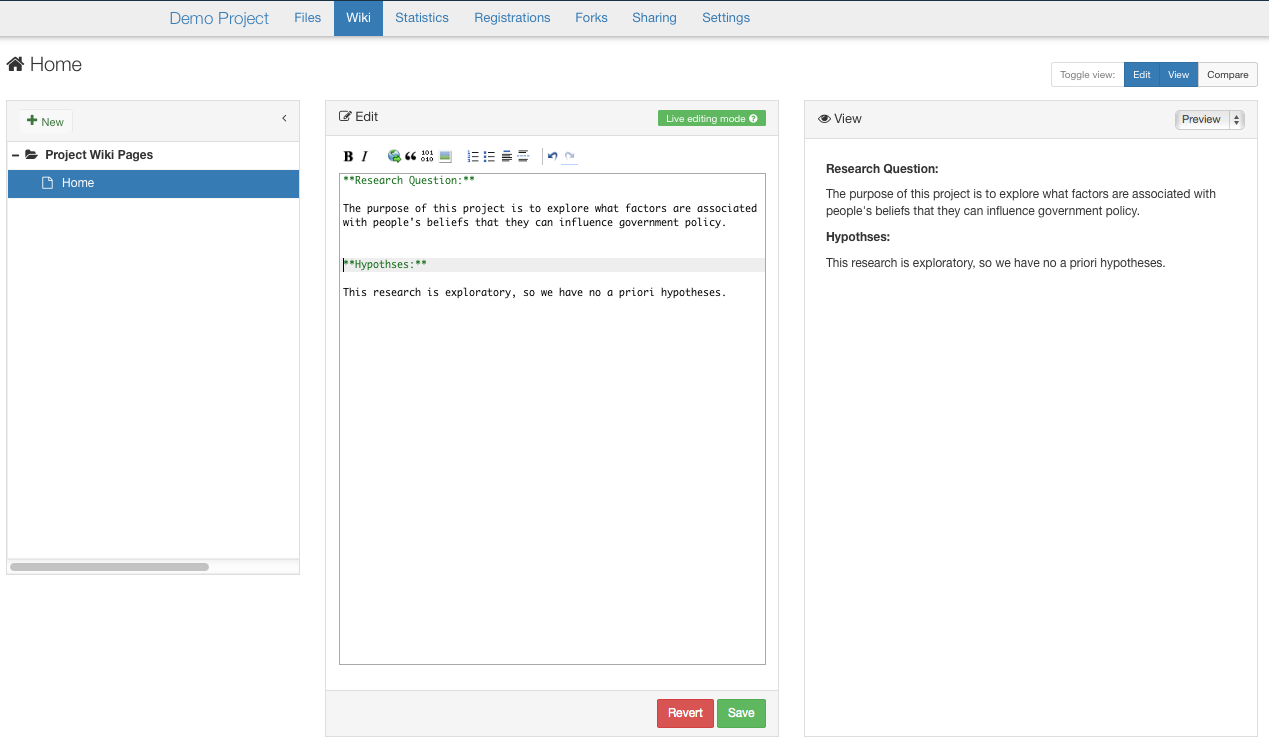 Demo Project Files Wiki Statistics Registrations Forks Sharing Settings
Home
Toggle view: Edit View Compare
New
Project Wiki Pages
Home
Edit Live editing mode
B I 101 010
**Research Question:**
The purpose of this project is to explore what factors are associated
with people's beliefs that they can influence government policy.
**Hypothses:**
This research is exploratory, so we have no a priori hypotheses.
Revert Save
View Preview
Research Question:
The purpose of this project is to explore what factors are associated with
people's beliefs that they can influence government policy.
Hypothses:
This research is exploratory, so we have no a priori hypotheses.